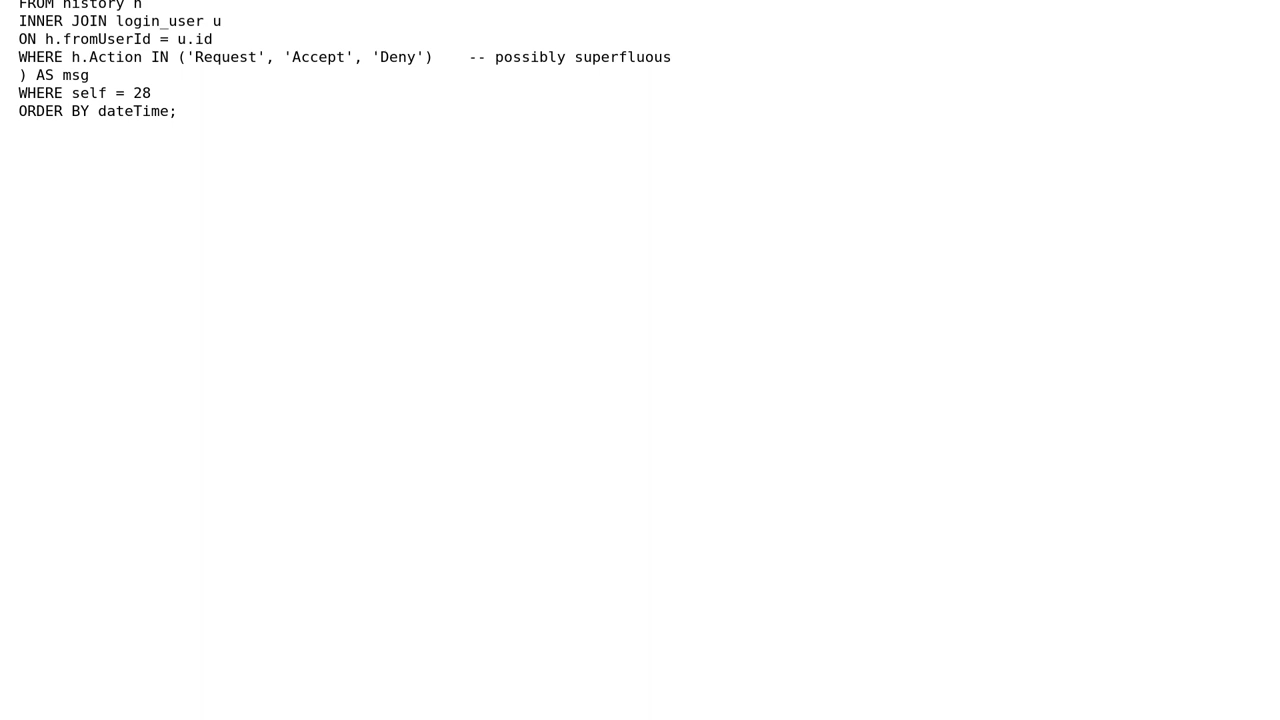 FROM history h
INNER JOIN login_user u
ON h.fromUserId = u.id
WHERE h.Action IN ('Request', 'Accept', 'Deny')    -- possibly superfluous
) AS msg
WHERE self = 28
ORDER BY dateTime;